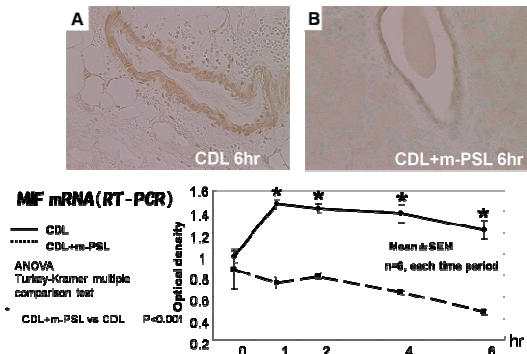 A
B
CDL 6hr
CDL+m-PSL 6hr
MIF mRNA(RT-PCR)
CDL
CDL+m-PSL
ANOVA
Turkey-Kramer multiple
comparison test
* CDL+m-PSL vs CDL P<0.001
Optical density
1.6
1.4
1.2
1
0.8
0.6
0.4
0.2
* * * *
Mean±SEM
n=6, each time period
0 1 2 4 6 hr